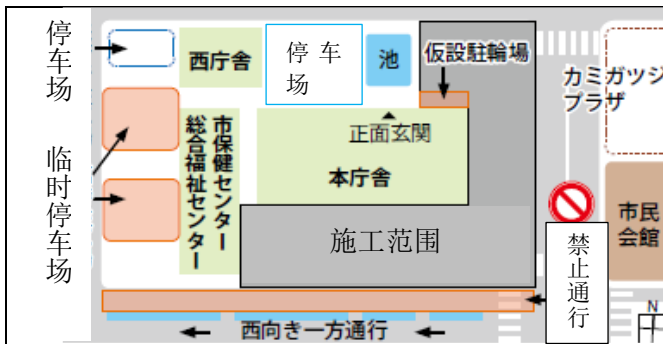 停车场
临时停车场
西庁舎
停 车
场
池
仮設駐輪場
カミガッツジ
プラザ
正面玄関
本庁舎
市保健センター
総合福祉センター
施工范围
市民
会館
禁止通行
西向き一方通行
N